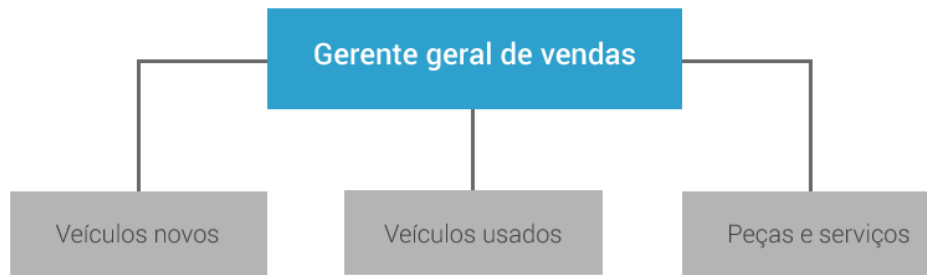 Gerente geral de vendas
Veículos novos
Veículos usados
Peças e serviços